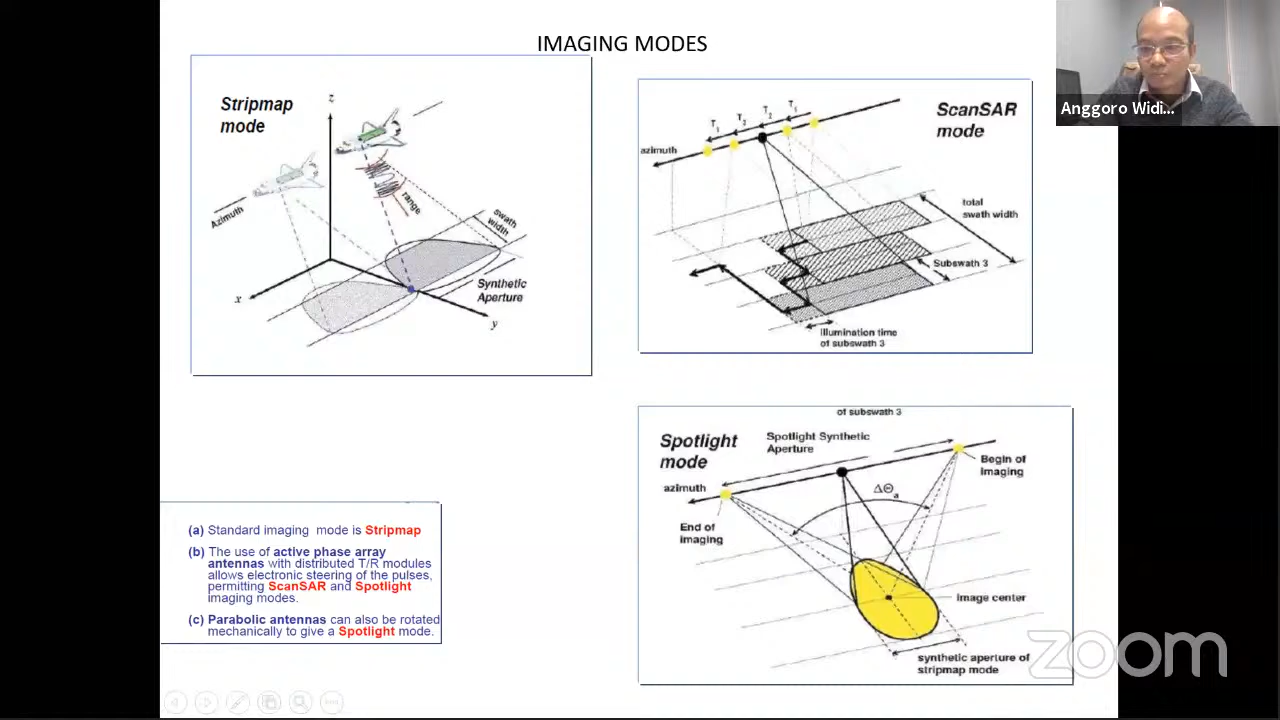 IMAGING MODES
Stripmap
mode
z
Azimuth
range
swath
width
Synthetic
Aperture
x
y
ScanSAR
mode
T1
T2
T2
T1
azimuth
total
swath width
Subswath 3
Illumination time
of subswath 3
of subswath 3
Spotlight
mode
Spotlight Synthetic
Aperture
azimuth
Begin of
imaging
ΔΘa
End of
imaging
Image center
synthetic aperture of
stripmap mode
(a) Standard imaging mode is Stripmap
(b) The use of active phase array
antennas with distributed T/R modules
allows electronic steering of the pulses,
permitting ScanSAR and Spotlight
imaging modes.
(c) Parabolic antennas can also be rotated
mechanically to give a Spotlight mode.
Anggoro Widi...
zoom